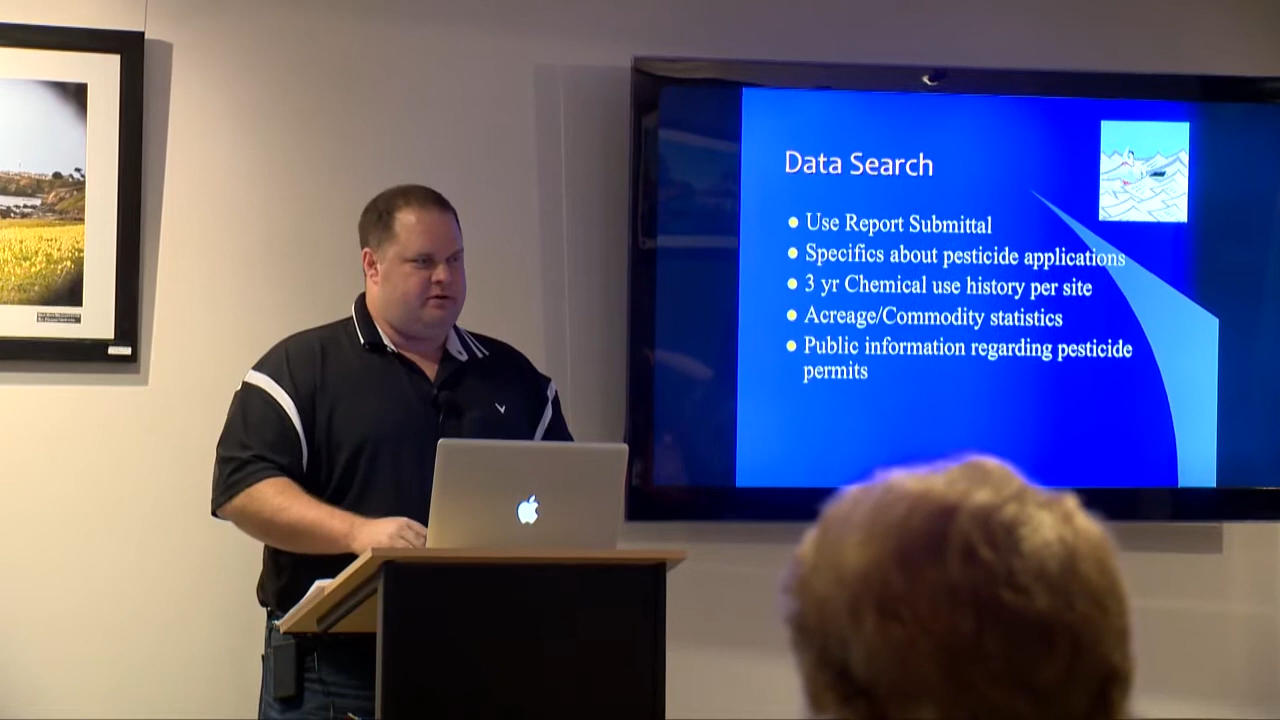 Data Search
• Use Report Submittal
• Specifics about pesticide applications
• 3 yr Chemical use history per site
• Acreage/Commodity statistics
• Public information regarding pesticide
permits